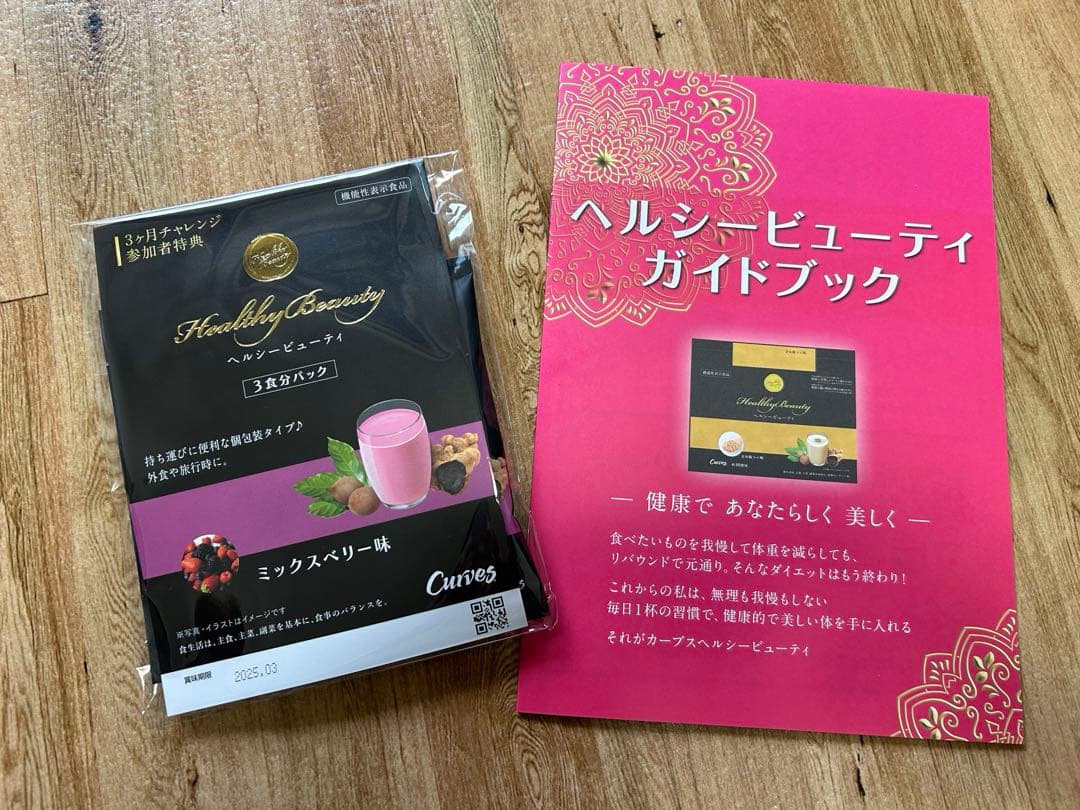 機能性表示食品
3ヶ月チャレンジ
参加者特典
Healthy Beauty
ヘルシービューティ
3食分パック
持ち運びに便利な個包装タイプ♪
外食や旅行時に。
ミックスベリー味
Curves
※写真・イラストはイメージです
食生活は、主食、主菜、副菜を基本に、食事のバランスを。
賞味期限 2025.03
ヘルシービューティ
ガイドブック
Healthy Beauty
ヘルシービューティ
Curves
― 健康で あなたらしく 美しく ―
食べたいものを我慢して体重を減らしても、
リバウンドで元通り。そんなダイエットはもう終わり!
これからの私は、無理も我慢もしない
毎日1杯の習慣で、健康的で美しい体を手に入れる
それがカーブスヘルシービューティ